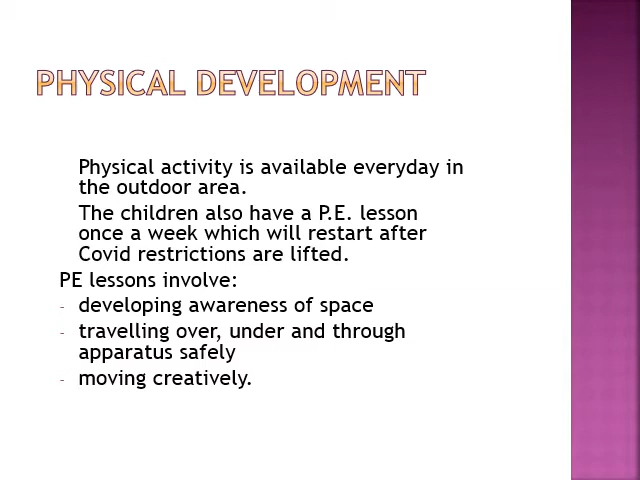 PHYSICAL DEVELOPMENT
Physical activity is available everyday in
the outdoor area.
The children also have a P.E. lesson
once a week which will restart after
Covid restrictions are lifted.
PE lessons involve:
- developing awareness of space
- travelling over, under and through
apparatus safely
- moving creatively.